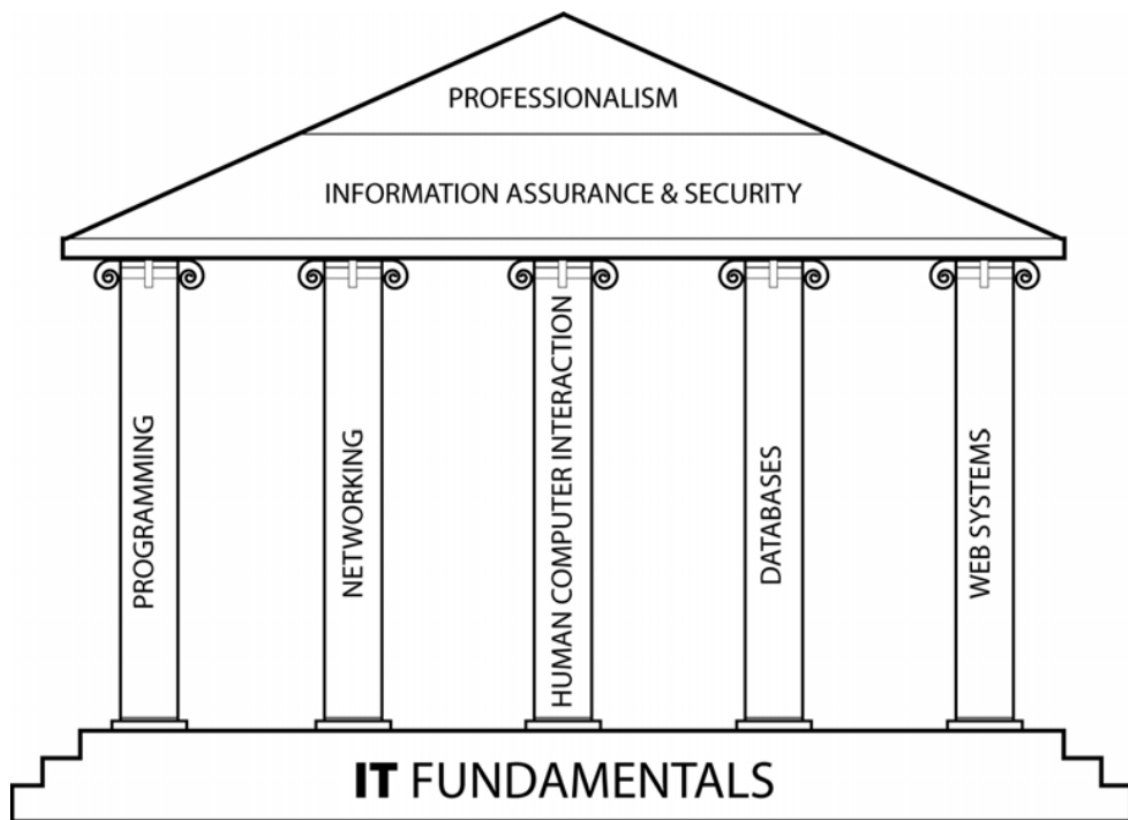 PROFESSIONALISM
INFORMATION ASSURANCE & SECURITY
PROGRAMMING
NETWORKING
HUMAN COMPUTER INTERACTION
DATABASES
WEB SYSTEMS
IT FUNDAMENTALS